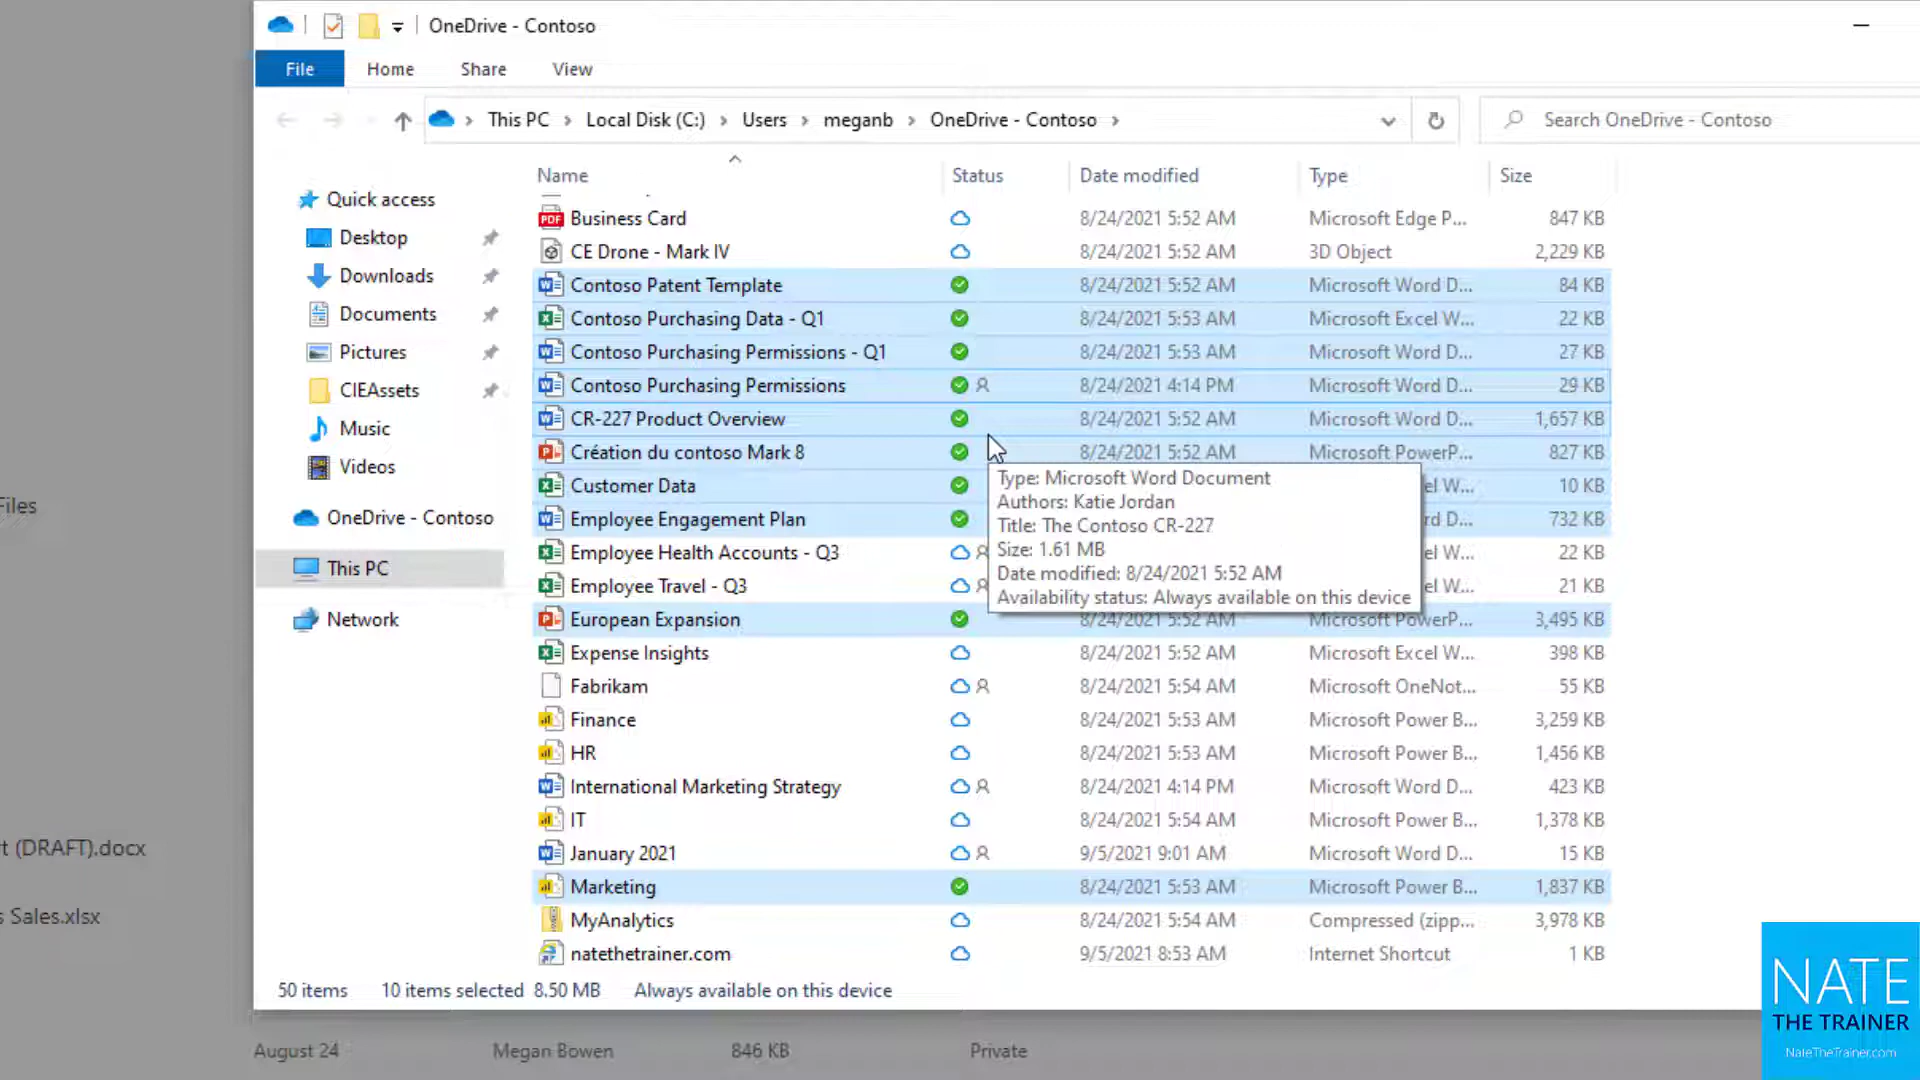 OneDrive - Contoso
File Home Share View
This PC Local Disk (C:) Users meganb OneDrive - Contoso
Search OneDrive - Contoso
Name Status Date modified Type Size
Quick access
Desktop
Downloads
Documents
Pictures
CIEAssets
Music
Videos
OneDrive - Contoso
This PC
Network
Business Card 8/24/2021 5:52 AM Microsoft Edge P... 847 KB
CE Drone - Mark IV 8/24/2021 5:52 AM 3D Object 2,229 KB
Contoso Patent Template 8/24/2021 5:52 AM Microsoft Word D... 84 KB
Contoso Purchasing Data - Q1 8/24/2021 5:53 AM Microsoft Excel W... 22 KB
Contoso Purchasing Permissions - Q1 8/24/2021 5:53 AM Microsoft Word D... 27 KB
Contoso Purchasing Permissions 8/24/2021 4:14 PM Microsoft Word D... 29 KB
CR-227 Product Overview 8/24/2021 5:52 AM Microsoft Word D... 1,657 KB
Création du contoso Mark 8 8/24/2021 5:52 AM Microsoft PowerP... 827 KB
Customer Data el W... 10 KB
Employee Engagement Plan rd D... 732 KB
Employee Health Accounts - Q3 el W... 22 KB
Employee Travel - Q3 el W... 21 KB
European Expansion 8/24/2021 5:52 AM Microsoft PowerP... 3,495 KB
Expense Insights 8/24/2021 5:52 AM Microsoft Excel W... 398 KB
Fabrikam 8/24/2021 5:54 AM Microsoft OneNot... 55 KB
Finance 8/24/2021 5:53 AM Microsoft Power B... 3,259 KB
HR 8/24/2021 5:53 AM Microsoft Power B... 1,456 KB
International Marketing Strategy 8/24/2021 4:14 PM Microsoft Word D... 423 KB
IT 8/24/2021 5:54 AM Microsoft Power B... 1,378 KB
January 2021 9/5/2021 9:01 AM Microsoft Word D... 15 KB
Marketing 8/24/2021 5:53 AM Microsoft Power B... 1,837 KB
MyAnalytics 8/24/2021 5:54 AM Compressed (zipp... 3,978 KB
natethetrainer.com 9/5/2021 8:53 AM Internet Shortcut 1 KB
Type: Microsoft Word Document
Authors: Katie Jordan
Title: The Contoso CR-227
Size: 1.61 MB
Date modified: 8/24/2021 5:52 AM
Availability status: Always available on this device
50 items 10 items selected 8.50 MB Always available on this device
Files
t (DRAFT).docx
s Sales.xlsx
August 24 Megan Bowen 846 KB Private
PDF
NATE
THE TRAINER
NateTheTrainer.com